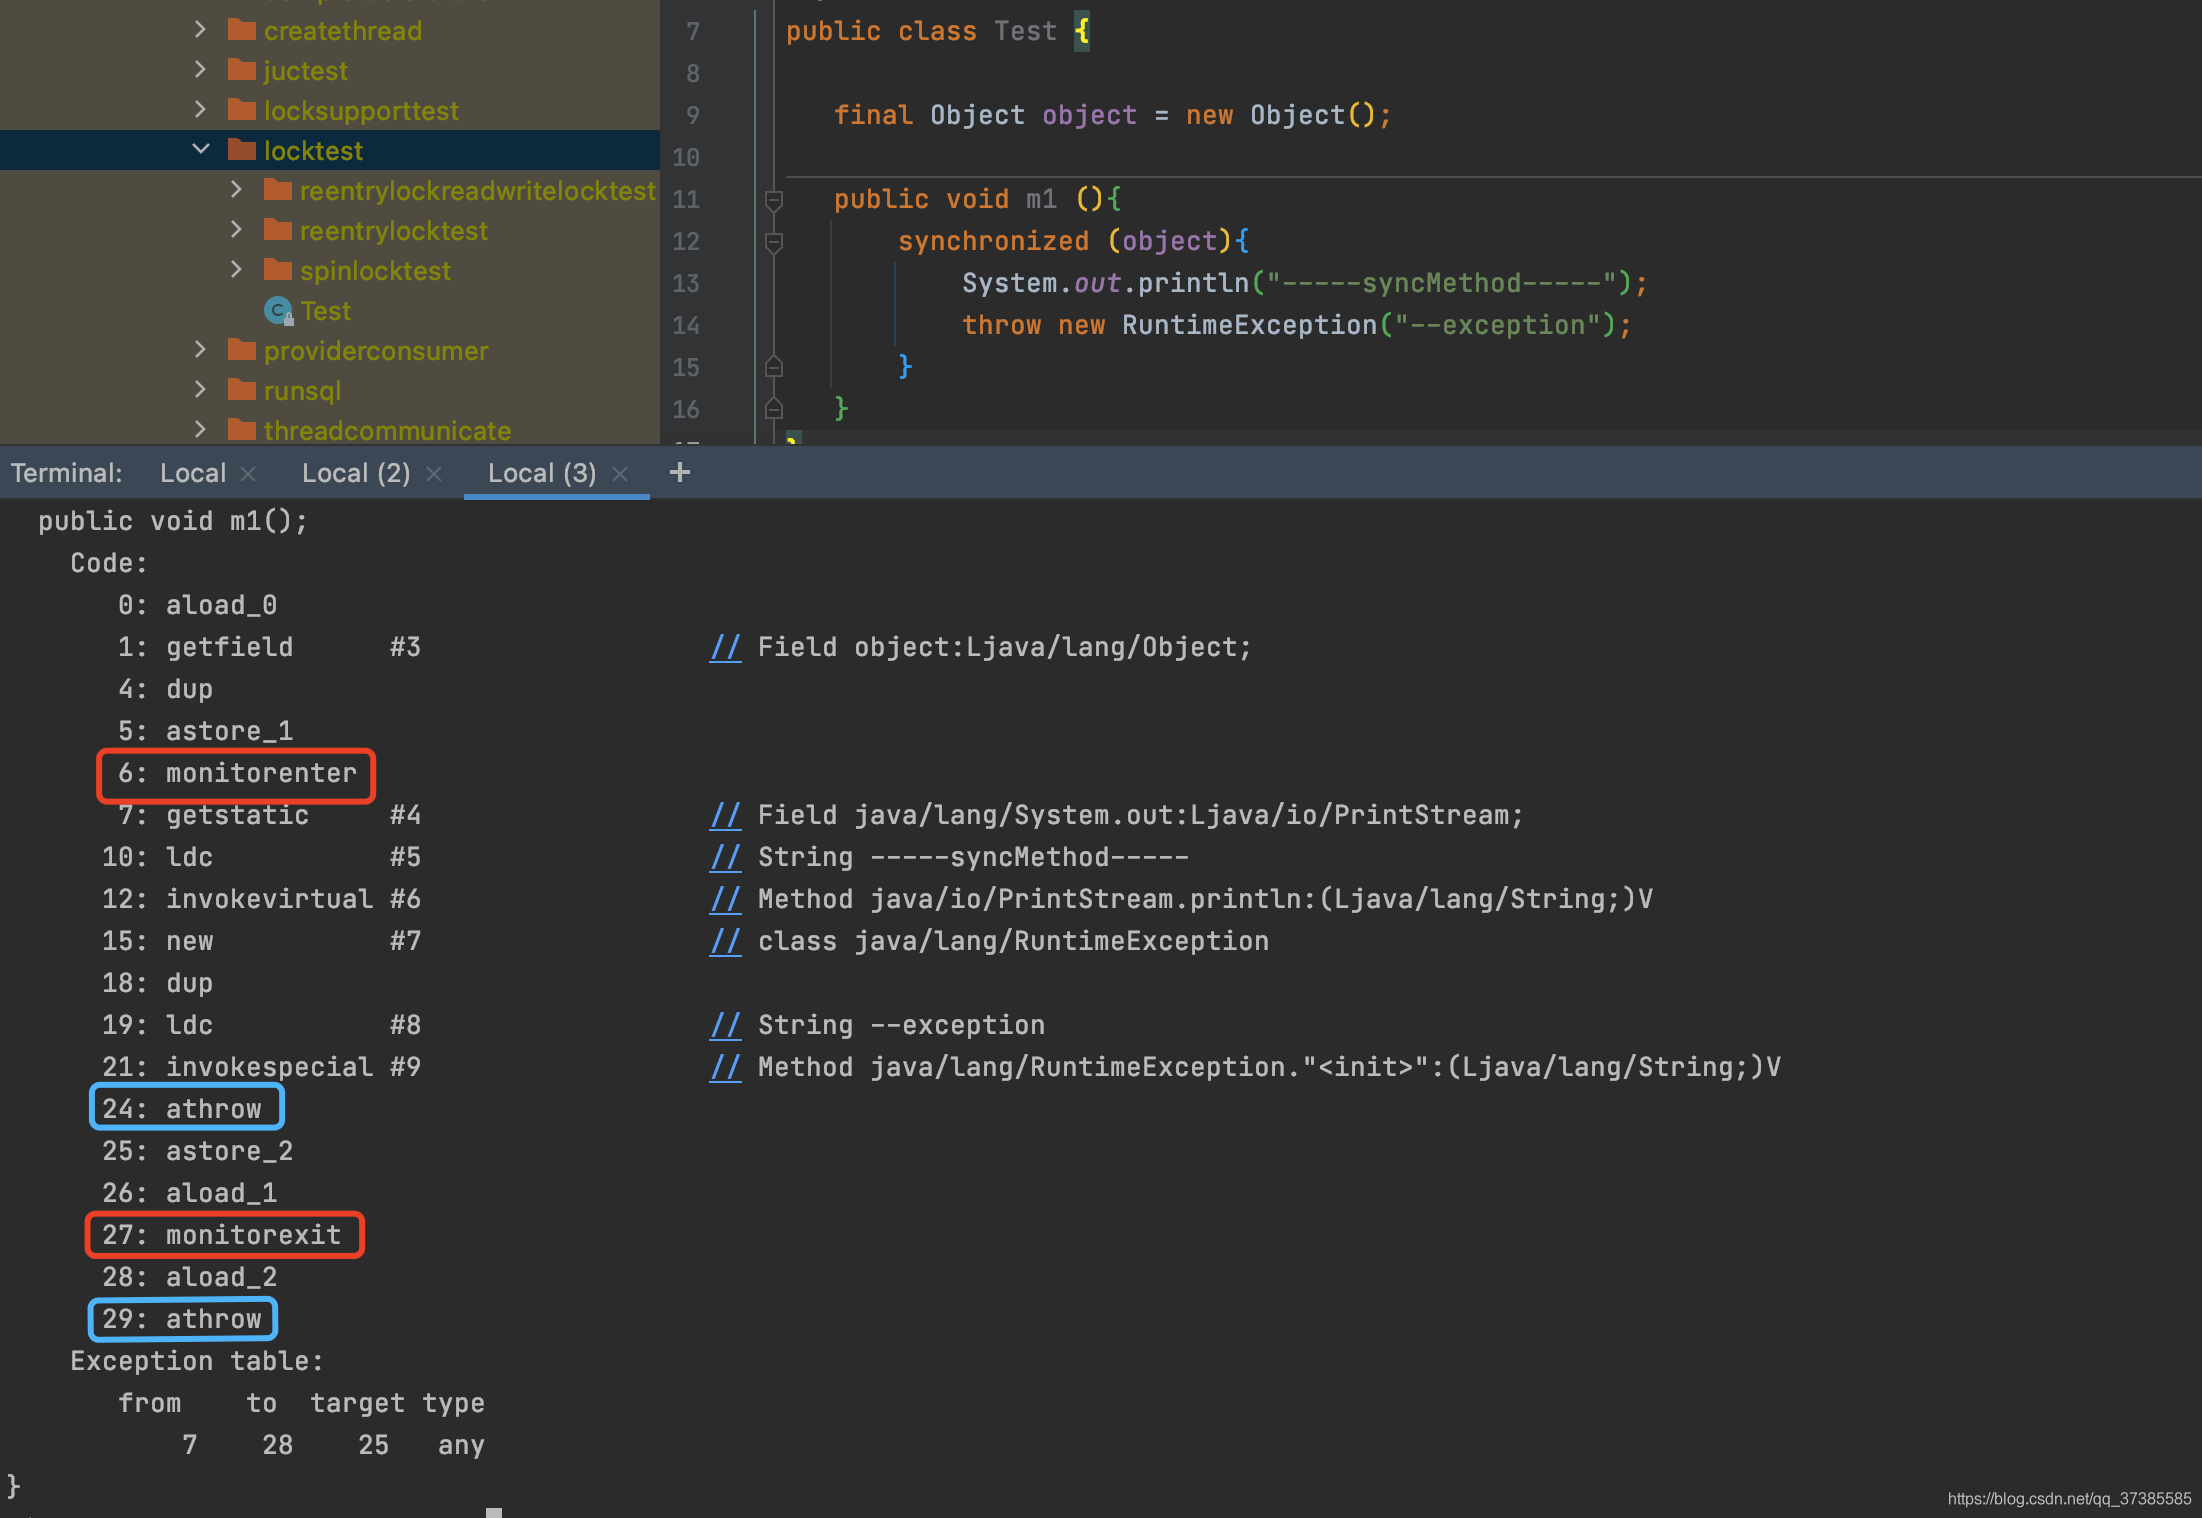 createthread
juctest
locksupporttest
locktest
reentrylockreadwritelocktest
reentrylocktest
spinlocktest
Test
providerconsumer
runsql
threadcommunicate
7 public class Test {
8
9 final Object object = new Object();
10
11 public void m1 (){
12 synchronized (object){
13 System.out.println("-----syncMethod-----");
14 throw new RuntimeException("--exception");
15 }
16 }
Terminal: Local × Local (2) × Local (3) × +
public void m1();
Code:
0: aload_0
1: getfield #3 // Field object:Ljava/lang/Object;
4: dup
5: astore_1
6: monitorenter
7: getstatic #4 // Field java/lang/System.out:Ljava/io/PrintStream;
10: ldc #5 // String -----syncMethod-----
12: invokevirtual #6 // Method java/io/PrintStream.println:(Ljava/lang/String;)V
15: new #7 // class java/lang/RuntimeException
18: dup
19: ldc #8 // String --exception
21: invokespecial #9 // Method java/lang/RuntimeException."<init>":(Ljava/lang/String;)V
24: athrow
25: astore_2
26: aload_1
27: monitorexit
28: aload_2
29: athrow
Exception table:
from to target type
7 28 25 any
}
https://blog.csdn.net/qq_37385585